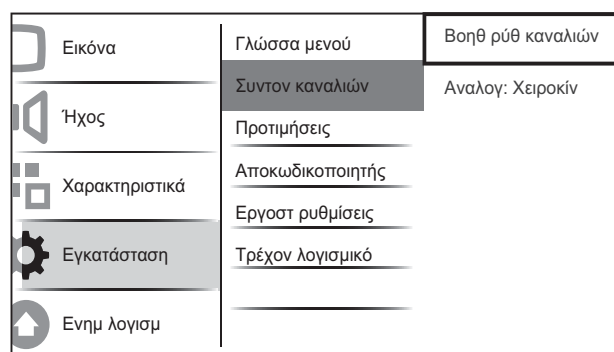 Εικόνα
Ήχος
Χαρακτηριστικά
Εγκατάσταση
Ενημ λογισμ
Γλώσσα μενού
Συντον καναλιών
Προτιμήσεις
Αποκωδικοποιητής
Εργοστ ρυθμίσεις
Τρέχον λογισμικό
Βοηθ ρύθ καναλιών
Αναλογ: Χειροκίν